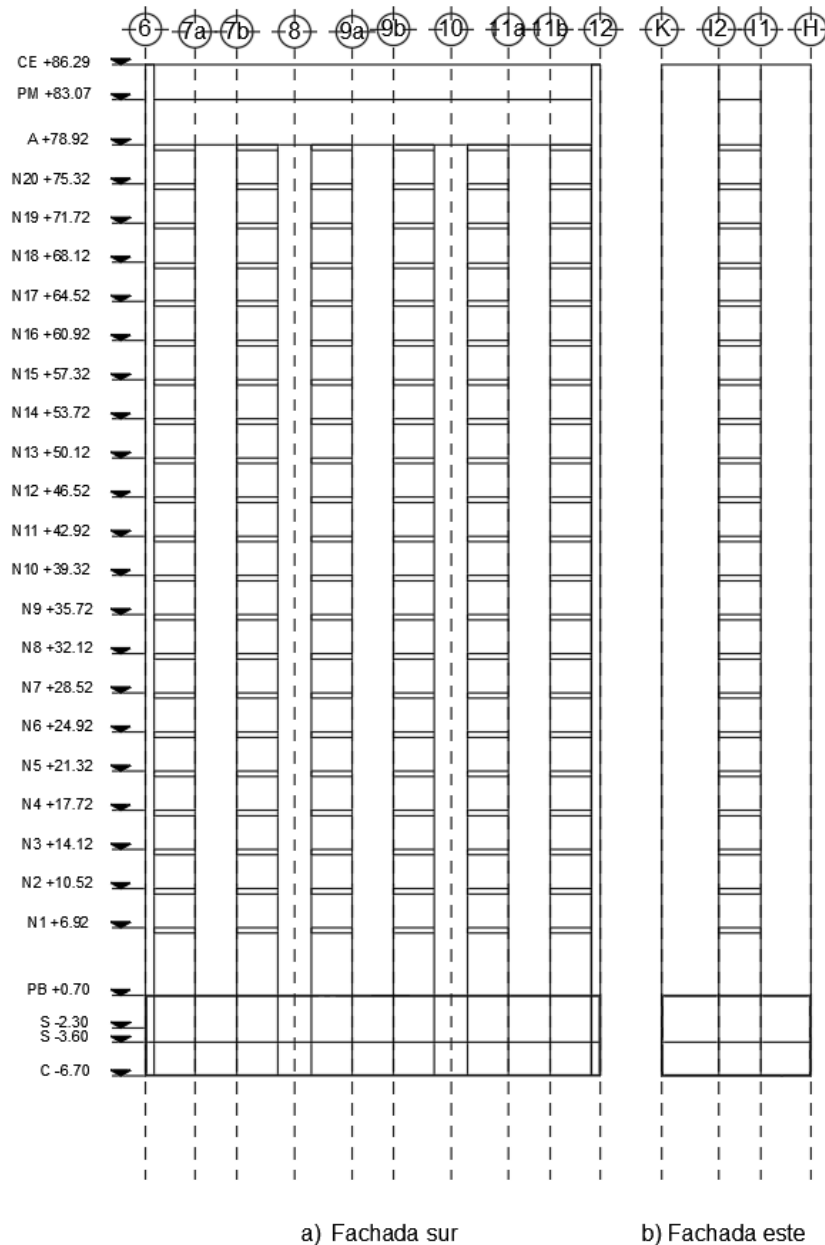 6 7a 7b 8 9a 9b 10 11a 11b 12 K I2 I1 H
CE +86.29
PM +83.07
A +78.92
N20 +75.32
N19 +71.72
N18 +68.12
N17 +64.52
N16 +60.92
N15 +57.32
N14 +53.72
N13 +50.12
N12 +46.52
N11 +42.92
N10 +39.32
N9 +35.72
N8 +32.12
N7 +28.52
N6 +24.92
N5 +21.32
N4 +17.72
N3 +14.12
N2 +10.52
N1 +6.92
PB +0.70
S -2.30
S -3.60
C -6.70
a) Fachada sur
b) Fachada este